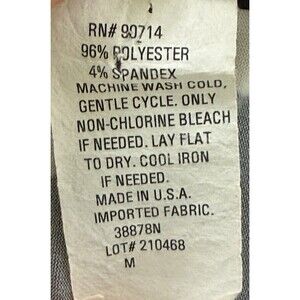 RN# 90714
96% POLYESTER
4% SPANDEX
MACHINE WASH COLD,
GENTLE CYCLE. ONLY
NON-CHLORINE BLEACH
IF NEEDED. LAY FLAT
TO DRY. COOL IRON
IF NEEDED.
MADE IN U.S.A.
IMPORTED FABRIC.
38878N
LOT# 210468
M